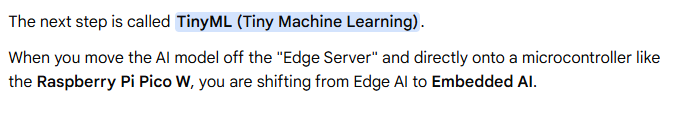 The next step is called TinyML (Tiny Machine Learning).
When you move the AI model off the "Edge Server" and directly onto a microcontroller like
the Raspberry Pi Pico W, you are shifting from Edge AI to Embedded AI.